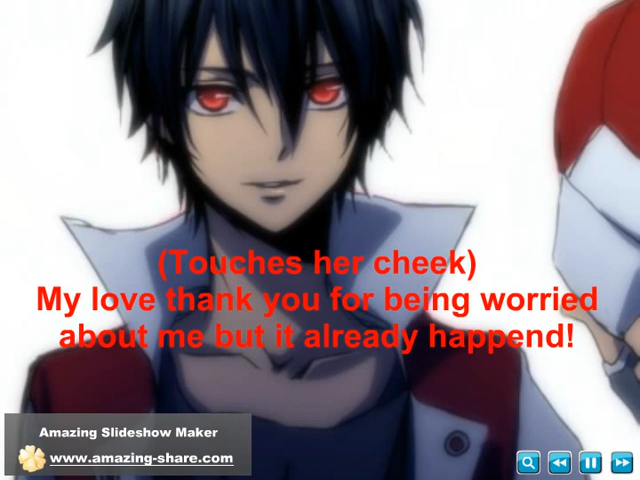 (Touches her cheek)
My love thank you for being worried
about me but it already happend!
Amazing Slideshow Maker
www.amazing-share.com